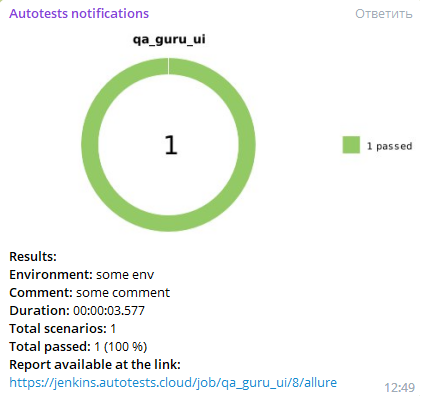 Autotests notifications
Ответить
qa_guru_ui
1
1 passed
Results:
Environment: some env
Comment: some comment
Duration: 00:00:03.577
Total scenarios: 1
Total passed: 1 (100 %)
Report available at the link:
https://jenkins.autotests.cloud/job/qa_guru_ui/8/allure
12:49